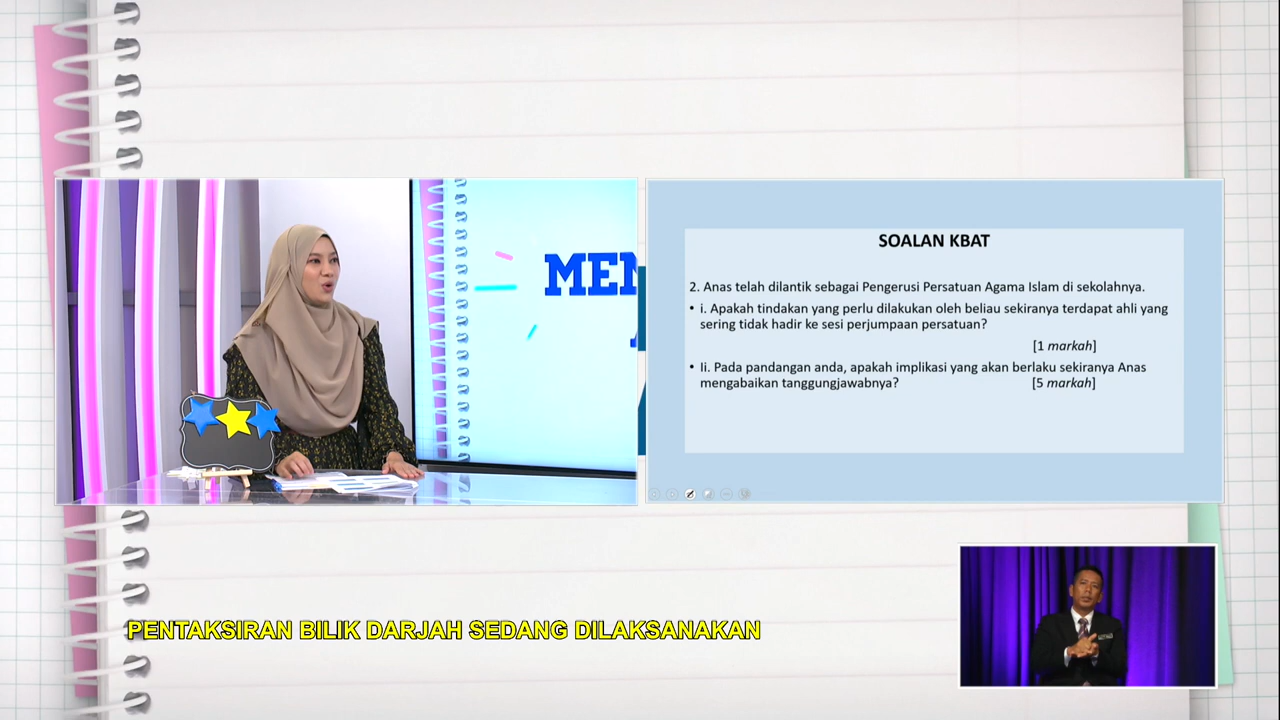 MEN
SOALAN KBAT
2. Anas telah dilantik sebagai Pengerusi Persatuan Agama Islam di sekolahnya.
• i. Apakah tindakan yang perlu dilakukan oleh beliau sekiranya terdapat ahli yang
sering tidak hadir ke sesi perjumpaan persatuan?
[1 markah]
• Ii. Pada pandangan anda, apakah implikasi yang akan berlaku sekiranya Anas
mengabaikan tanggungjawabnya? [5 markah]
PENTAKSIRAN BILIK DARJAH SEDANG DILAKSANAKAN